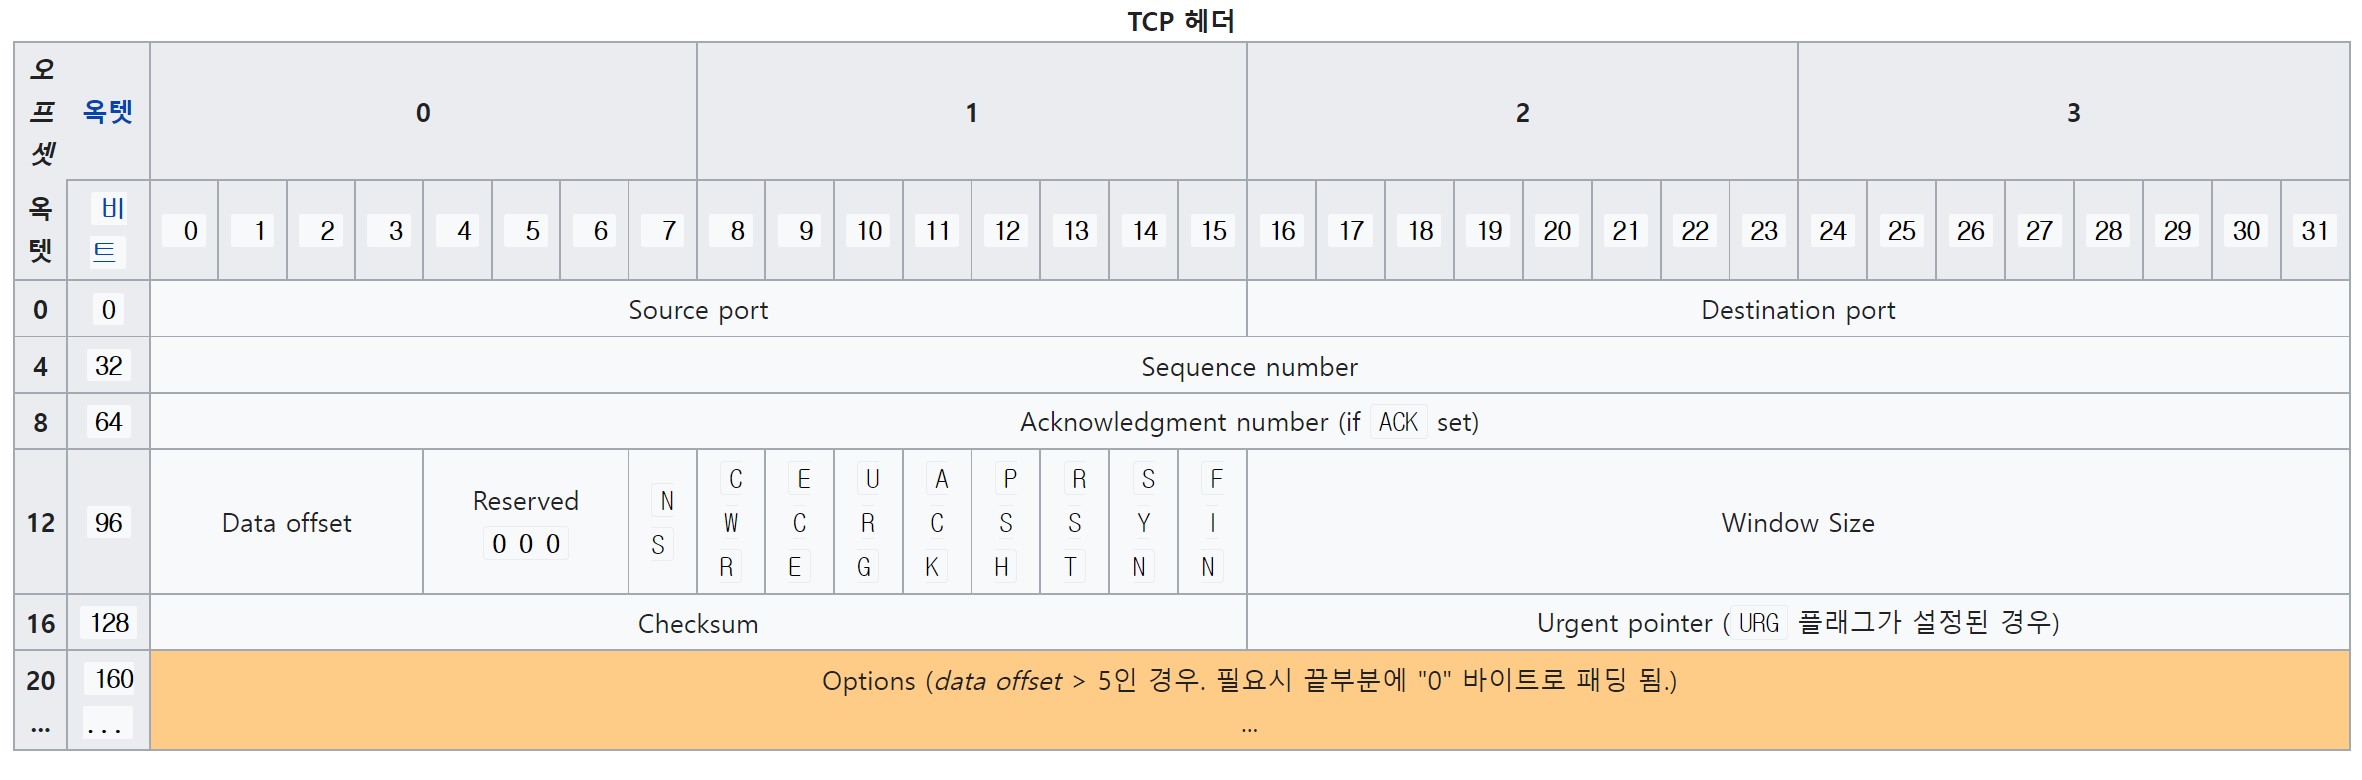 TCP 헤더
오프셋 옥텟 0 1 2 3
옥텟 비트 0 1 2 3 4 5 6 7 8 9 10 11 12 13 14 15 16 17 18 19 20 21 22 23 24 25 26 27 28 29 30 31
0 0 Source port Destination port
4 32 Sequence number
8 64 Acknowledgment number (if ACK set)
12 96 Data offset Reserved 0 0 0 NS CWR ECE URG ACK PSH RST SYN FIN Window Size
16 128 Checksum Urgent pointer (URG 플래그가 설정된 경우)
20 160 Options (data offset > 5인 경우. 필요시 끝부분에 "0" 바이트로 패딩 됨.)
... ... ...